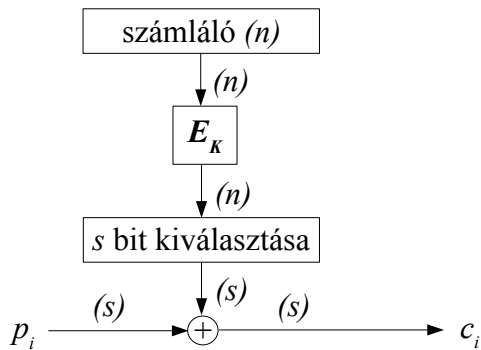 számláló (n)
(n)
E_K
(n)
s bit kiválasztása
(s)
(s)
(s)
p_i
+
c_i